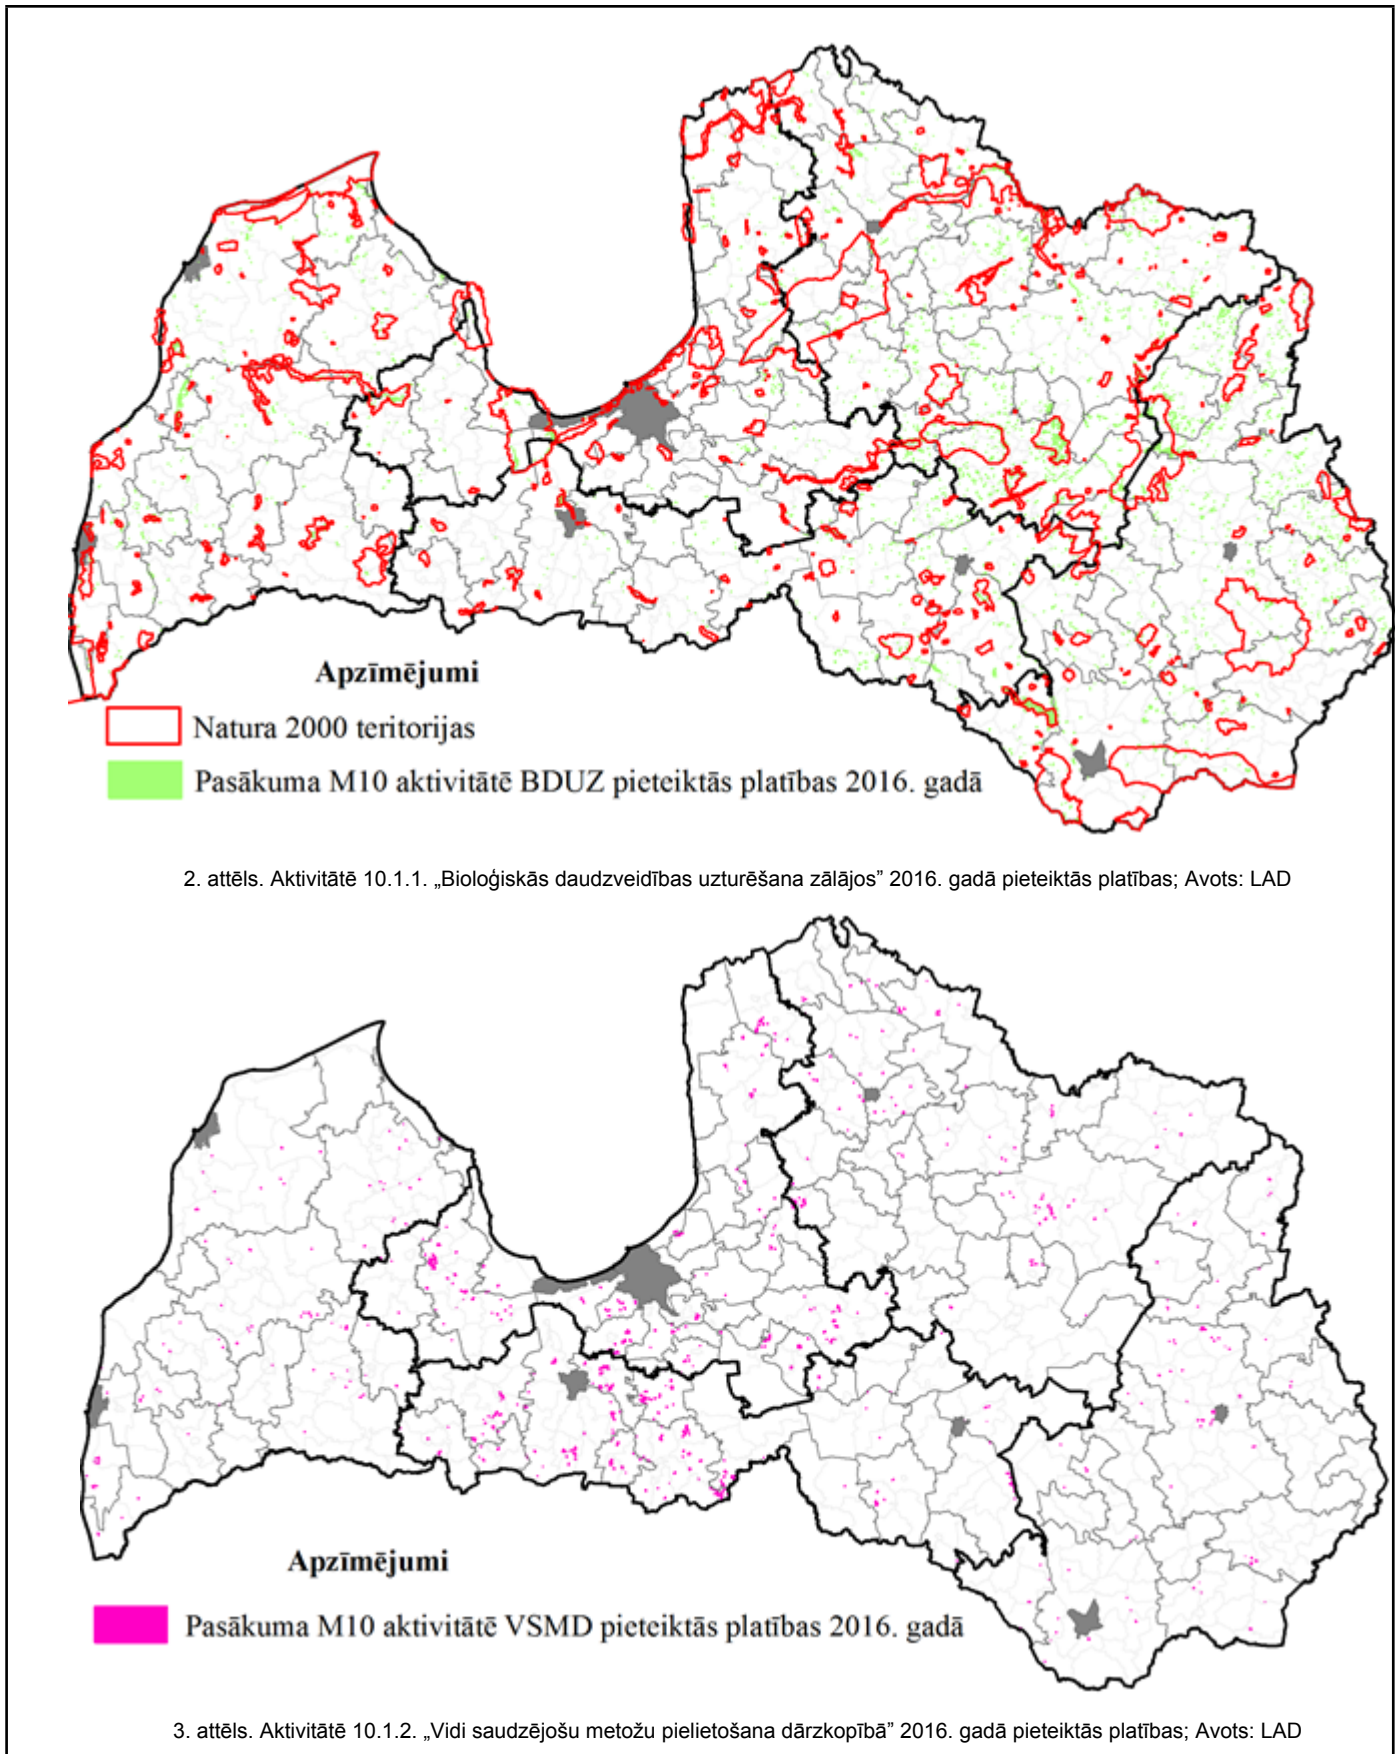 Apzīmējumi
Natura 2000 teritorijas
Pasākuma M10 aktivitātē BDUZ pieteiktās platības 2016. gadā
2. attēls. Aktivitātē 10.1.1. „Bioloģiskās daudzveidības uzturēšana zālājos” 2016. gadā pieteiktās platības; Avots: LAD
Apzīmējumi
Pasākuma M10 aktivitātē VSMD pieteiktās platības 2016. gadā
3. attēls. Aktivitātē 10.1.2. „Vidi saudzējošu metožu pielietošana dārzkopībā” 2016. gadā pieteiktās platības; Avots: LAD